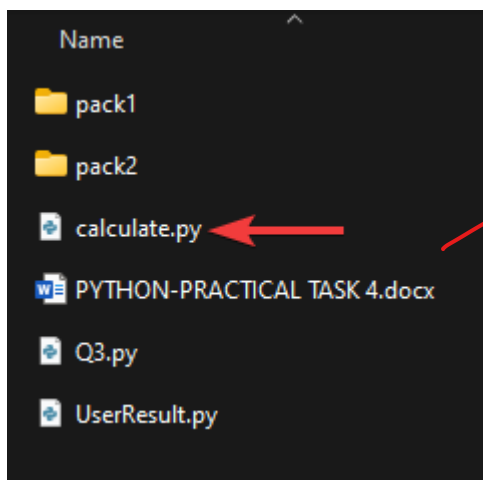 Name
pack1
pack2
calculate.py
PYTHON-PRACTICAL TASK 4.docx
Q3.py
UserResult.py